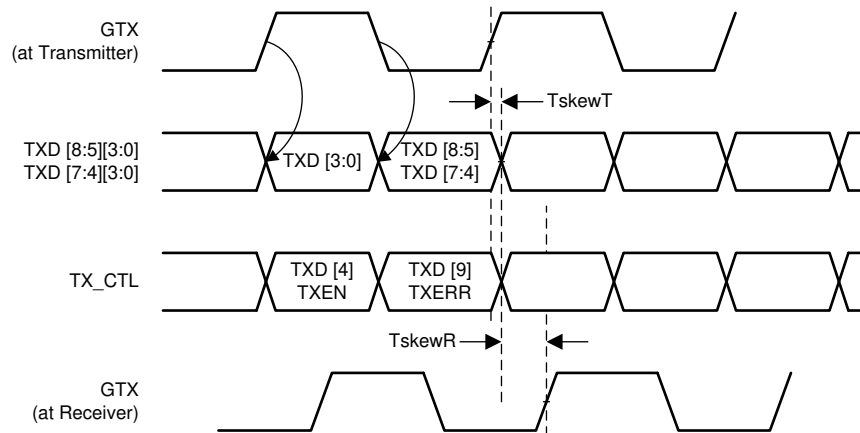 GTX
(at Transmitter)
TskewT
TXD [8:5][3:0]
TXD [7:4][3:0]
TXD [3:0]
TXD [8:5]
TXD [7:4]
TX_CTL
TXD [4]
TXEN
TXD [9]
TXERR
TskewR
GTX
(at Receiver)